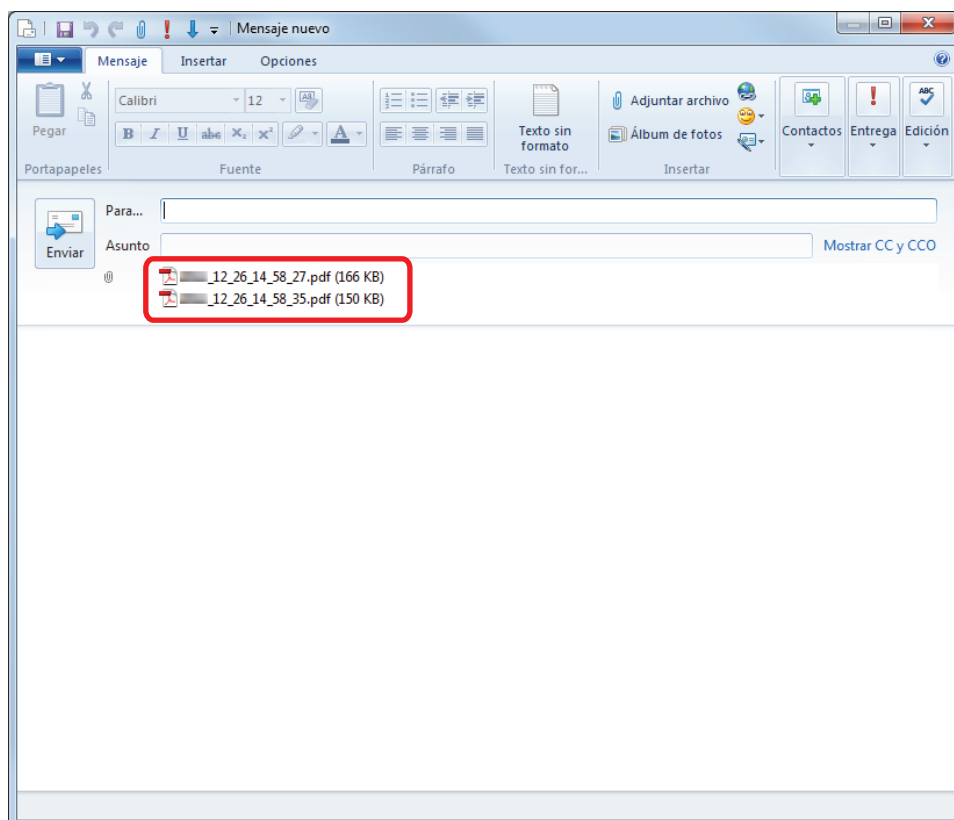 Mensaje nuevo
Mensaje Insertar Opciones
Pegar
Portapapeles
Calibri 12
B I U abc X₂ X² A
Fuente
Párrafo
Texto sin
formato
Texto sin for...
Adjuntar archivo
Álbum de fotos
Insertar
Contactos Entrega Edición
ABC
Enviar
Para...
Asunto
Mostrar CC y CCO
_12_26_14_58_27.pdf (166 KB)
_12_26_14_58_35.pdf (150 KB)